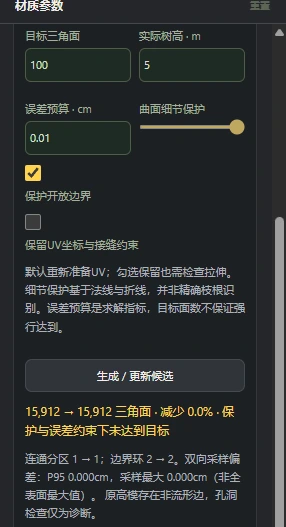 材质参数
重置
目标三角面 实际树高 · m
100 5
误差预算 · cm 曲面细节保护
0.01
保护开放边界
保留UV坐标与接缝约束
默认重新准备UV；勾选保留也需检查拉伸。
细节保护基于法线与折线，并非精确枝根识
别。误差预算是求解指标，目标面数不保证强
行达到。
生成 / 更新候选
15,912 → 15,912 三角面 · 减少 0.0% · 保
护与误差约束下未达到目标
连通分区 1 → 1；边界环 2 → 2。双向采样偏
差：P95 0.000cm，采样最大 0.000cm（非全
表面最大值）。 原高模存在非流形边，孔洞
检查仅为诊断。